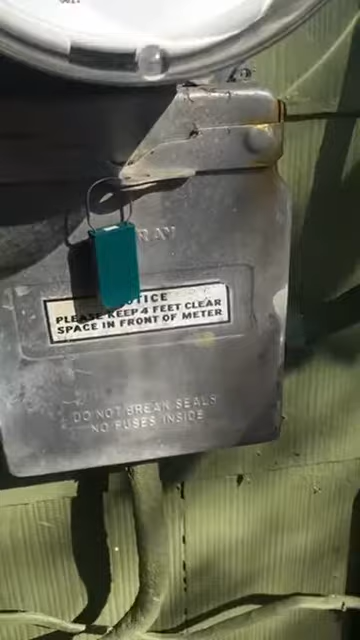 NOTICE
PLEASE KEEP 4 FEET CLEAR
SPACE IN FRONT OF METER
DO NOT BREAK SEALS
NO FUSES INSIDE